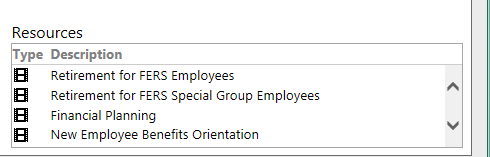 Resources
Type Description
Retirement for FERS Employees
Retirement for FERS Special Group Employees
Financial Planning
New Employee Benefits Orientation